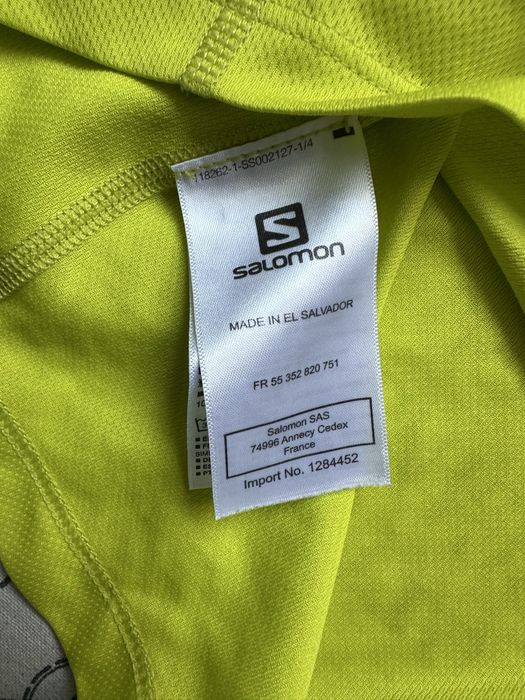 118262-1-SS002127-1/4
S
salomon
MADE IN EL SALVADOR
FR 55 352 820 751
Salomon SAS
74996 Annecy Cedex
France
Import No. 1284452